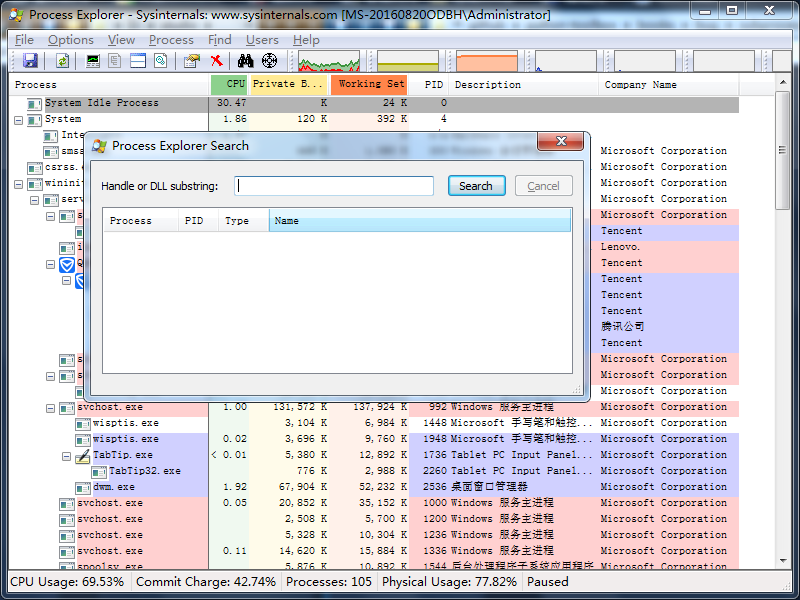 Process Explorer - Sysinternals: www.sysinternals.com [MS-20160820ODBH\Administrator]
File Options View Process Find Users Help
Process CPU Private B... Working Set PID Description Company Name
System Idle Process 30.47 K 24 K 0
System 1.86 120 K 392 K 4
Process Explorer Search
Microsoft Corporation
csrss. Microsoft Corporation
wininit Microsoft Corporation
serv Microsoft Corporation
Microsoft Corporation
Handle or DLL substring: Search Cancel
Process PID Type Name
Tencent
Lenovo.
Tencent
Tencent
Tencent
Tencent
腾讯公司
Tencent
Microsoft Corporation
Microsoft Corporation
Microsoft Corporation
svchost.exe 1.00 131,572 K 137,924 K 992 Windows 服务主进程 Microsoft Corporation
wisptis.exe 3,104 K 6,984 K 1448 Microsoft 手写笔和触控... Microsoft Corporation
wisptis.exe 0.02 3,696 K 9,760 K 1948 Microsoft 手写笔和触控... Microsoft Corporation
TabTip.exe < 0.01 5,380 K 12,892 K 1736 Tablet PC Input Panel... Microsoft Corporation
TabTip32.exe 776 K 2,988 K 2260 Tablet PC Input Panel... Microsoft Corporation
dwm.exe 1.92 67,904 K 52,232 K 2536 桌面窗口管理器 Microsoft Corporation
svchost.exe 0.05 20,852 K 35,152 K 1000 Windows 服务主进程 Microsoft Corporation
svchost.exe 2,508 K 5,700 K 1200 Windows 服务主进程 Microsoft Corporation
svchost.exe 5,328 K 10,304 K 1236 Windows 服务主进程 Microsoft Corporation
svchost.exe 0.11 14,620 K 15,884 K 1336 Windows 服务主进程 Microsoft Corporation
spoolsv.exe 5,876 K 10,892 K 1544 后台处理程序子系统应用程序 Microsoft Corporation
CPU Usage: 69.53% Commit Charge: 42.74% Processes: 105 Physical Usage: 77.82% Paused